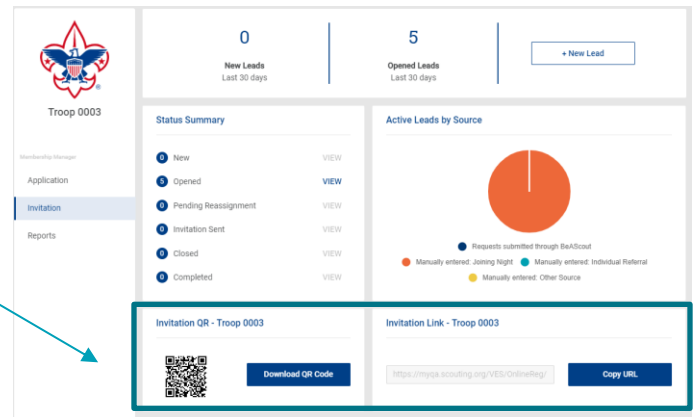 Troop 0003
Membership Manager
Application
Invitation
Reports
0
New Leads
Last 30 days
5
Opened Leads
Last 30 days
+ New Lead
Status Summary
0 New VIEW
5 Opened VIEW
0 Pending Reassignment VIEW
0 Invitation Sent VIEW
0 Closed VIEW
0 Completed VIEW
Active Leads by Source
Requests submitted through BeAScout
Manually entered: Joining Night Manually entered: Individual Referral
Manually entered: Other Source
Invitation QR - Troop 0003
Download QR Code
Invitation Link - Troop 0003
https://myqa.scouting.org/VES/OnlineReg/
Copy URL